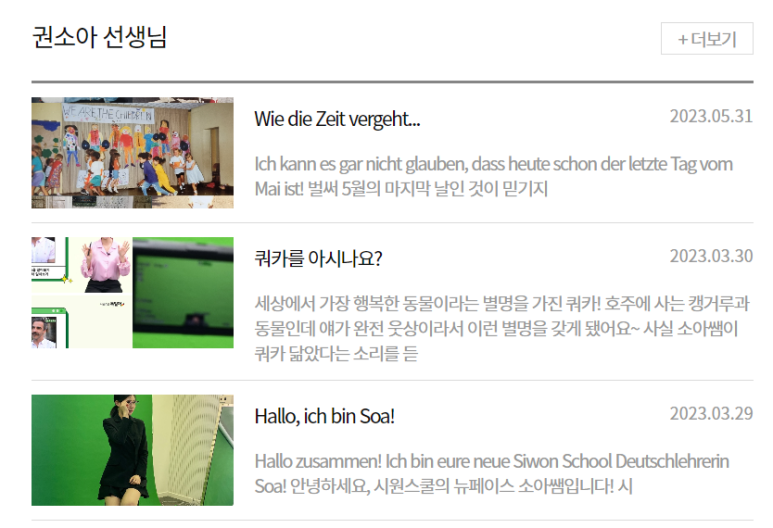 권소아 선생님
+ 더보기
Wie die Zeit vergeht...
2023.05.31
WE ARE THE CHILDREN
Ich kann es gar nicht glauben, dass heute schon der letzte Tag vom
Mai ist! 벌써 5월의 마지막 날인 것이 믿기지
쿼카를 아시나요?
2023.03.30
세상에서 가장 행복한 동물이라는 별명을 가진 쿼카! 호주에 사는 캥거루과
동물인데 얘가 완전 웃상이라서 이런 별명을 갖게 됐어요~ 사실 소아쌤이
쿼카 닮았다는 소리를 듣
Hallo, ich bin Soa!
2023.03.29
Hallo zusammen! Ich bin eure neue Siwon School Deutschlehrerin
Soa! 안녕하세요, 시원스쿨의 뉴페이스 소아쌤입니다! 시